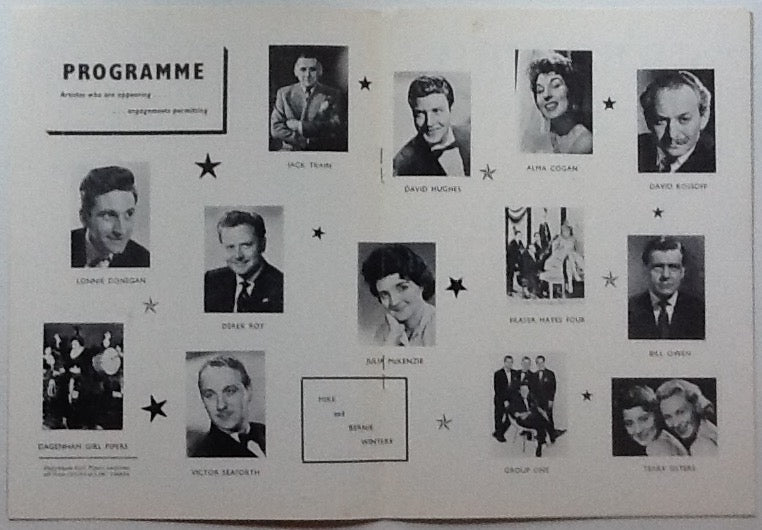 PROGRAMME
Artistes who are appearing . . .
. . . engagements permitting
JACK TRAIN
DAVID HUGHES
ALMA COGAN
DAVID KOSSOFF
LONNIE DONEGAN
DEREK ROY
JULIA McKENZIE
FRASER HAYES FOUR
BILL OWEN
DAGENHAM GIRL PIPERS
VICTOR SEAFORTH
MIKE
and
BERNIE
WINTERS
GROUP ONE
TERRY SISTERS